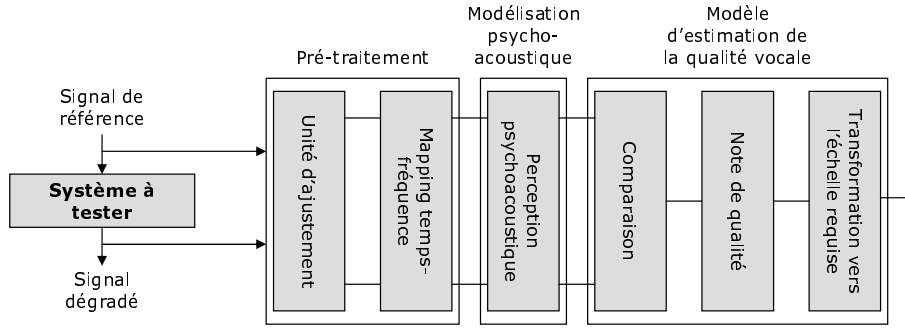 Modélisation
psycho-
acoustique
Modèle
d'estimation de
la qualité vocale
Pré-traitement
Signal de
référence
Système à
tester
Signal
dégradé
Unité d'ajustement
Mapping temps-
fréquence
Perception
psychoacoustique
Comparaison
Note de qualité
Transformation vers
l'échelle requise